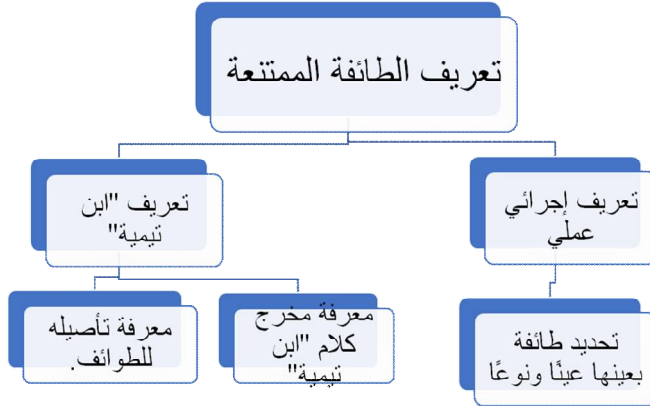 تعريف الطائفة الممتنعة
تعريف إجرائي
عملي
تعريف "ابن
تيمية"
تحديد طائفة
بعينها عينًا ونوعًا
معرفة مخرج
كلام "ابن
تيمية"
معرفة تأصيله
للطوائف.